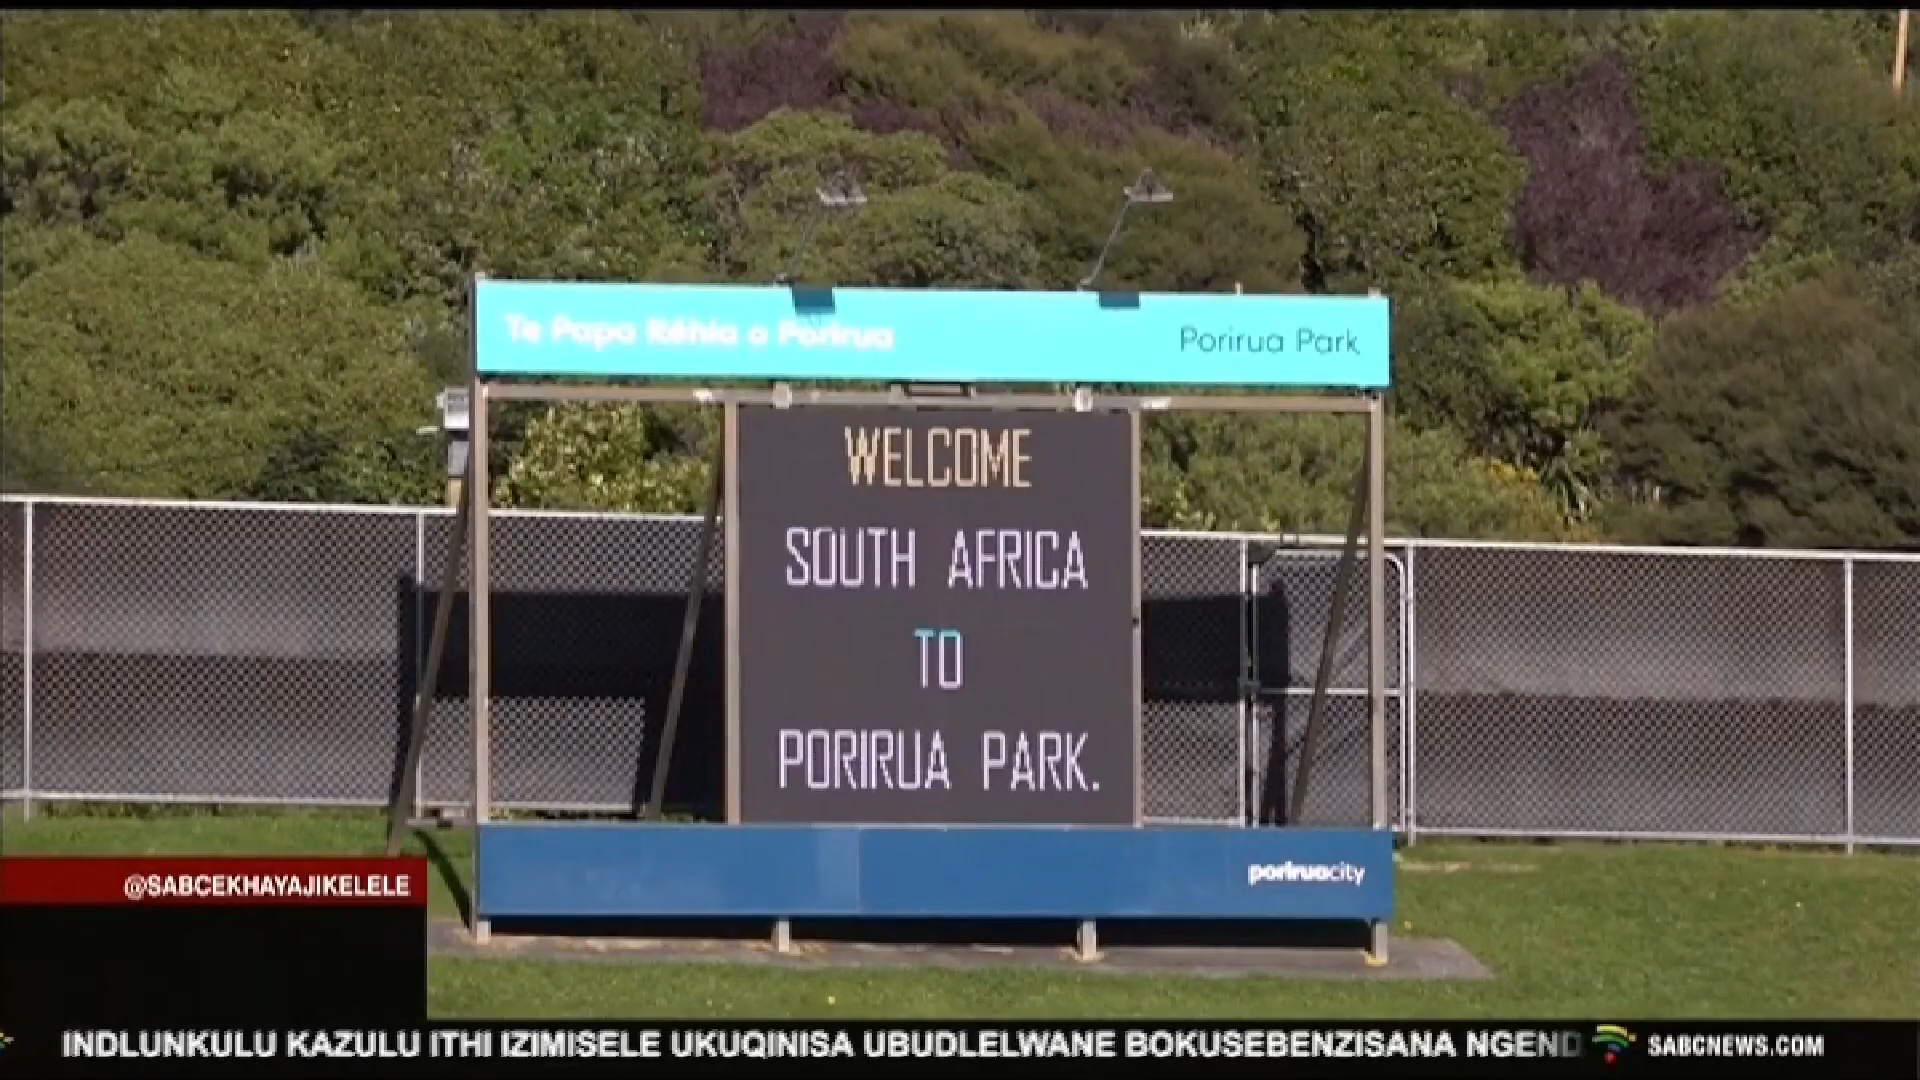 Te Papa Rēhia o Porirua
Porirua Park
WELCOME
SOUTH AFRICA
TO
PORIRUA PARK.
poriruacity
@SABCEKHAYAJIKELELE
INDLUNKULU KAZULU ITHI IZIMISELE UKUQINISA UBUDLELWANE BOKUSEBENZISANA NGEND
SABCNEWS.COM